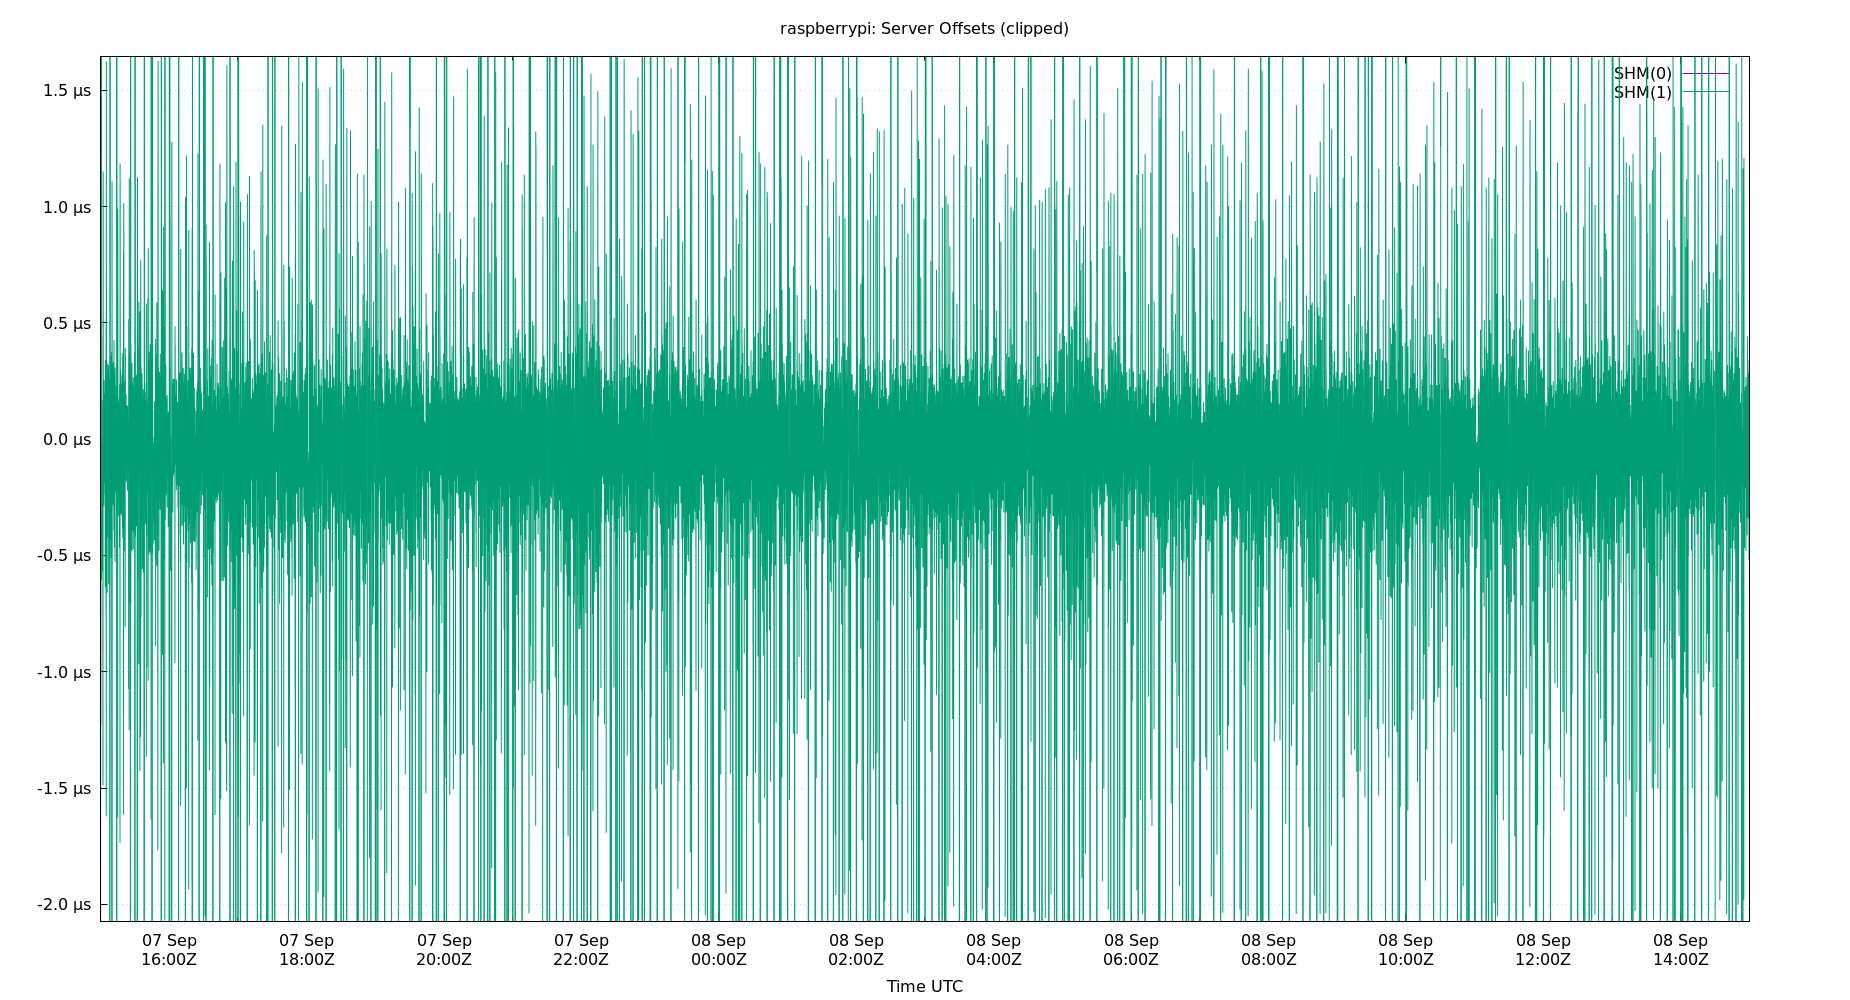 raspberrypi: Server Offsets (clipped)
SHM(0)
SHM(1)
1.5 µs
1.0 µs
0.5 µs
0.0 µs
-0.5 µs
-1.0 µs
-1.5 µs
-2.0 µs
07 Sep 07 Sep 07 Sep 07 Sep 08 Sep 08 Sep 08 Sep 08 Sep 08 Sep 08 Sep 08 Sep 08 Sep
16:00Z 18:00Z 20:00Z 22:00Z 00:00Z 02:00Z 04:00Z 06:00Z 08:00Z 10:00Z 12:00Z 14:00Z
Time UTC